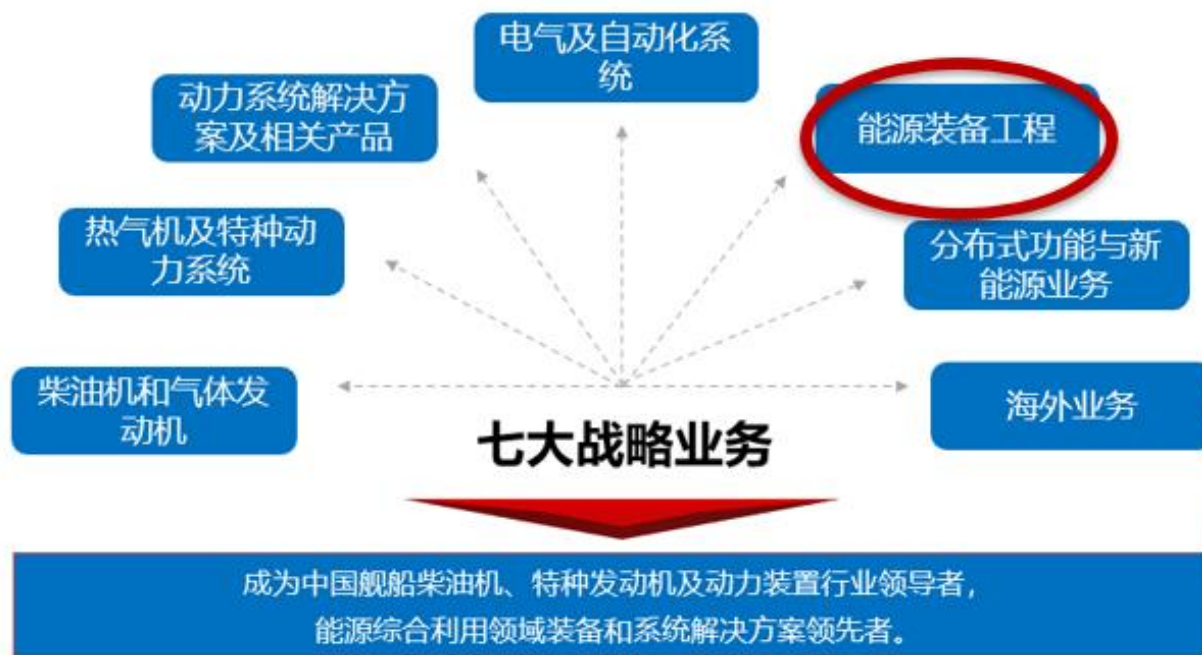 电气及自动化系
统
动力系统解决方
案及相关产品
能源装备工程
热气机及特种动
力系统
分布式功能与新
能源业务
柴油机和气体发
动机
海外业务
七大战略业务
成为中国舰船柴油机、特种发动机及动力装置行业领导者，
能源综合利用领域装备和系统解决方案领先者。